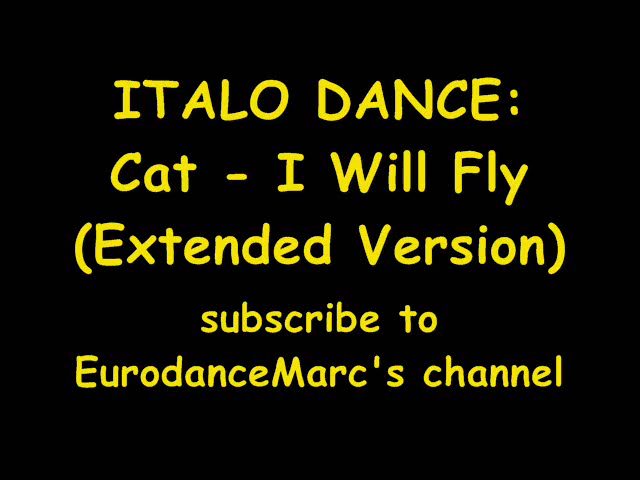 ITALO DANCE:
Cat - I Will Fly
(Extended Version)
subscribe to
EurodanceMarc's channel